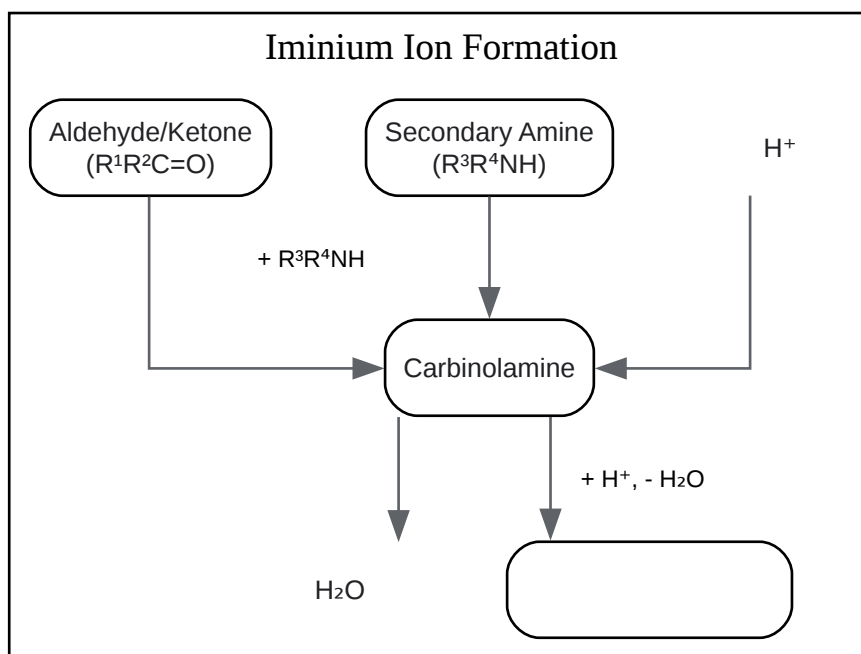 Iminium Ion Formation
Aldehyde/Ketone
(R¹R²C=O)
Secondary Amine
(R³R⁴NH)
H⁺
+ R³R⁴NH
Carbinolamine
+ H⁺, - H₂O
H₂O